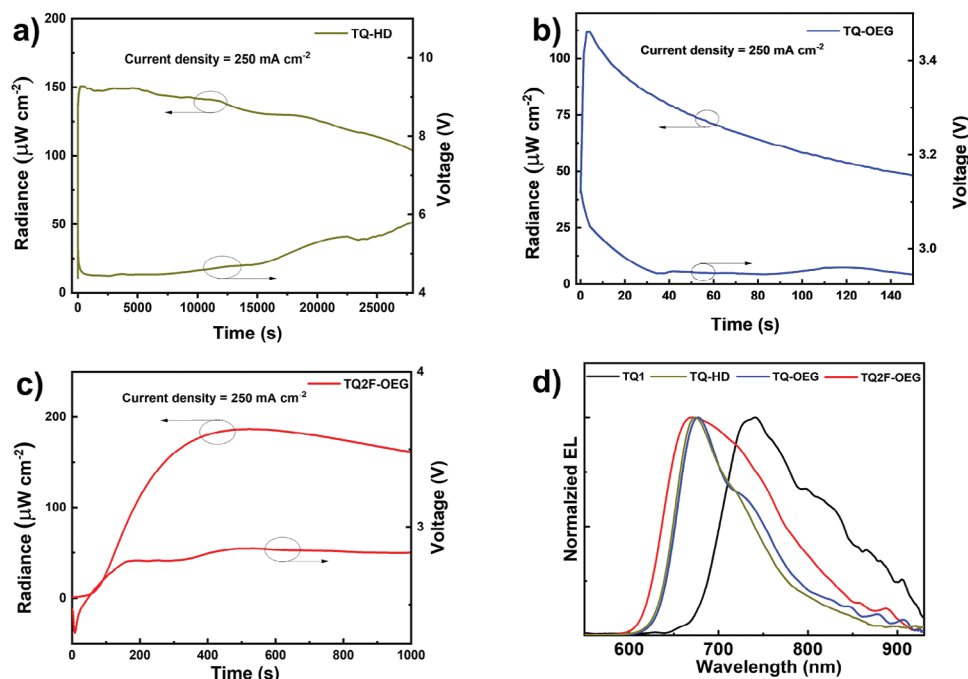 a)
TQ-HD
Current density = 250 mA cm⁻²
Radiance (μW cm⁻²)
200
150
100
50
0
10
8
6
4
Voltage (V)
0 5000 10000 15000 20000 25000
Time (s)
b)
TQ-OEG
Current density = 250 mA cm⁻²
Radiance (μW cm⁻²)
100
75
50
25
0
3.4
3.2
3.0
Voltage (V)
0 20 40 60 80 100 120 140
Time (s)
c)
TQ2F-OEG
Current density = 250 mA cm⁻²
Radiance (μW cm⁻²)
200
150
100
50
0
-50
4
3
Voltage (V)
0 200 400 600 800 1000
Time (s)
d)
TQ1 TQ-HD TQ-OEG TQ2F-OEG
Normalzied EL
600 700 800 900
Wavelength (nm)